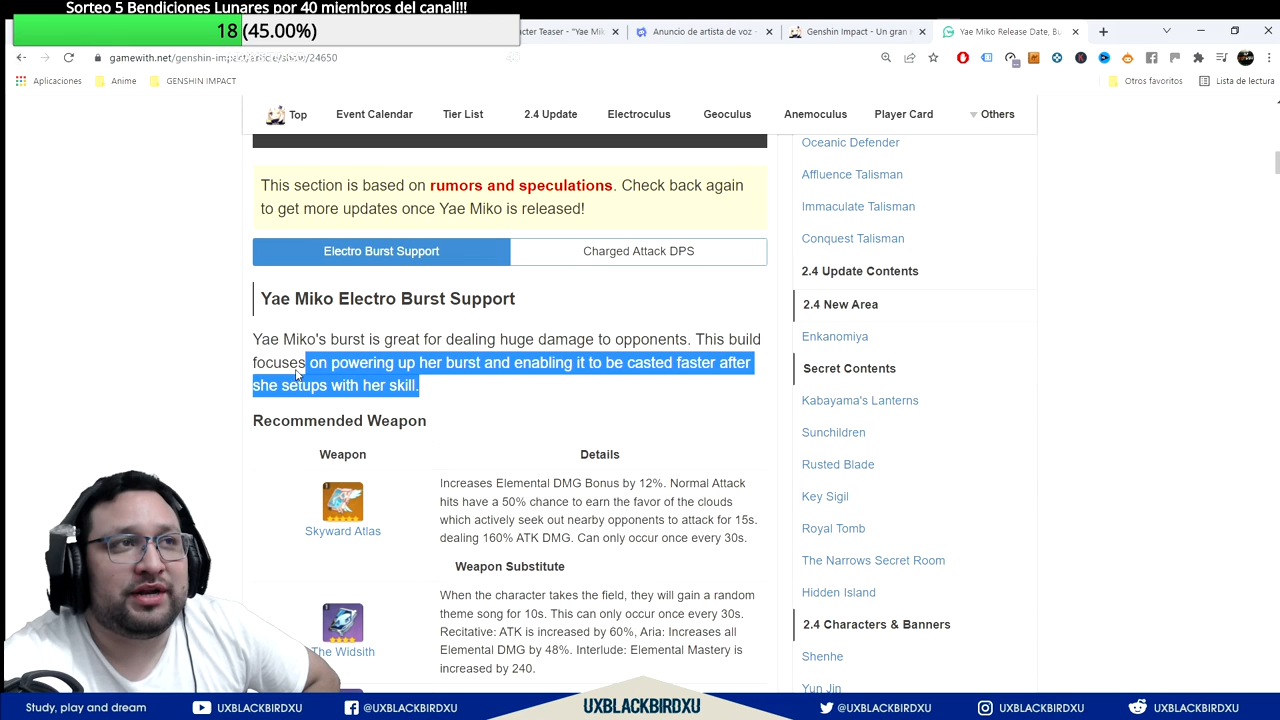 Sorteo 5 Bendiciones Lunares por 40 miembros del canal!!!
18 (45.00%)
cter Teaser - "Yae Mik
Anuncio de artista de voz -
Genshin Impact - Un gran
Yae Miko Release Date, Bu
gamewith.net/genshin-impact/article/show/24650
Aplicaciones
Anime
GENSHIN IMPACT
Otros favoritos
Lista de lectura
Top
Event Calendar
Tier List
2.4 Update
Electroculus
Geoculus
Anemoculus
Player Card
Others
This section is based on rumors and speculations. Check back again
to get more updates once Yae Miko is released!
Electro Burst Support
Charged Attack DPS
Yae Miko Electro Burst Support
Yae Miko's burst is great for dealing huge damage to opponents. This build
focuses on powering up her burst and enabling it to be casted faster after
she setups with her skill.
Recommended Weapon
Weapon
Details
Skyward Atlas
Increases Elemental DMG Bonus by 12%. Normal Attack
hits have a 50% chance to earn the favor of the clouds
which actively seek out nearby opponents to attack for 15s.
dealing 160% ATK DMG. Can only occur once every 30s.
Weapon Substitute
The Widsith
When the character takes the field, they will gain a random
theme song for 10s. This can only occur once every 30s.
Recitative: ATK is increased by 60%, Aria: Increases all
Elemental DMG by 48%. Interlude: Elemental Mastery is
increased by 240.
Oceanic Defender
Affluence Talisman
Immaculate Talisman
Conquest Talisman
2.4 Update Contents
2.4 New Area
Enkanomiya
Secret Contents
Kabayama's Lanterns
Sunchildren
Rusted Blade
Key Sigil
Royal Tomb
The Narrows Secret Room
Hidden Island
2.4 Characters & Banners
Shenhe
Yun Jin
Study, play and dream
UXBLACKBIRDXU
@UXBLACKBIRDXU
UXBLACKBIRDXU
@UXBLACKBIRDXU
UXBLACKBIRDXU
UXBLACKBIRDXU